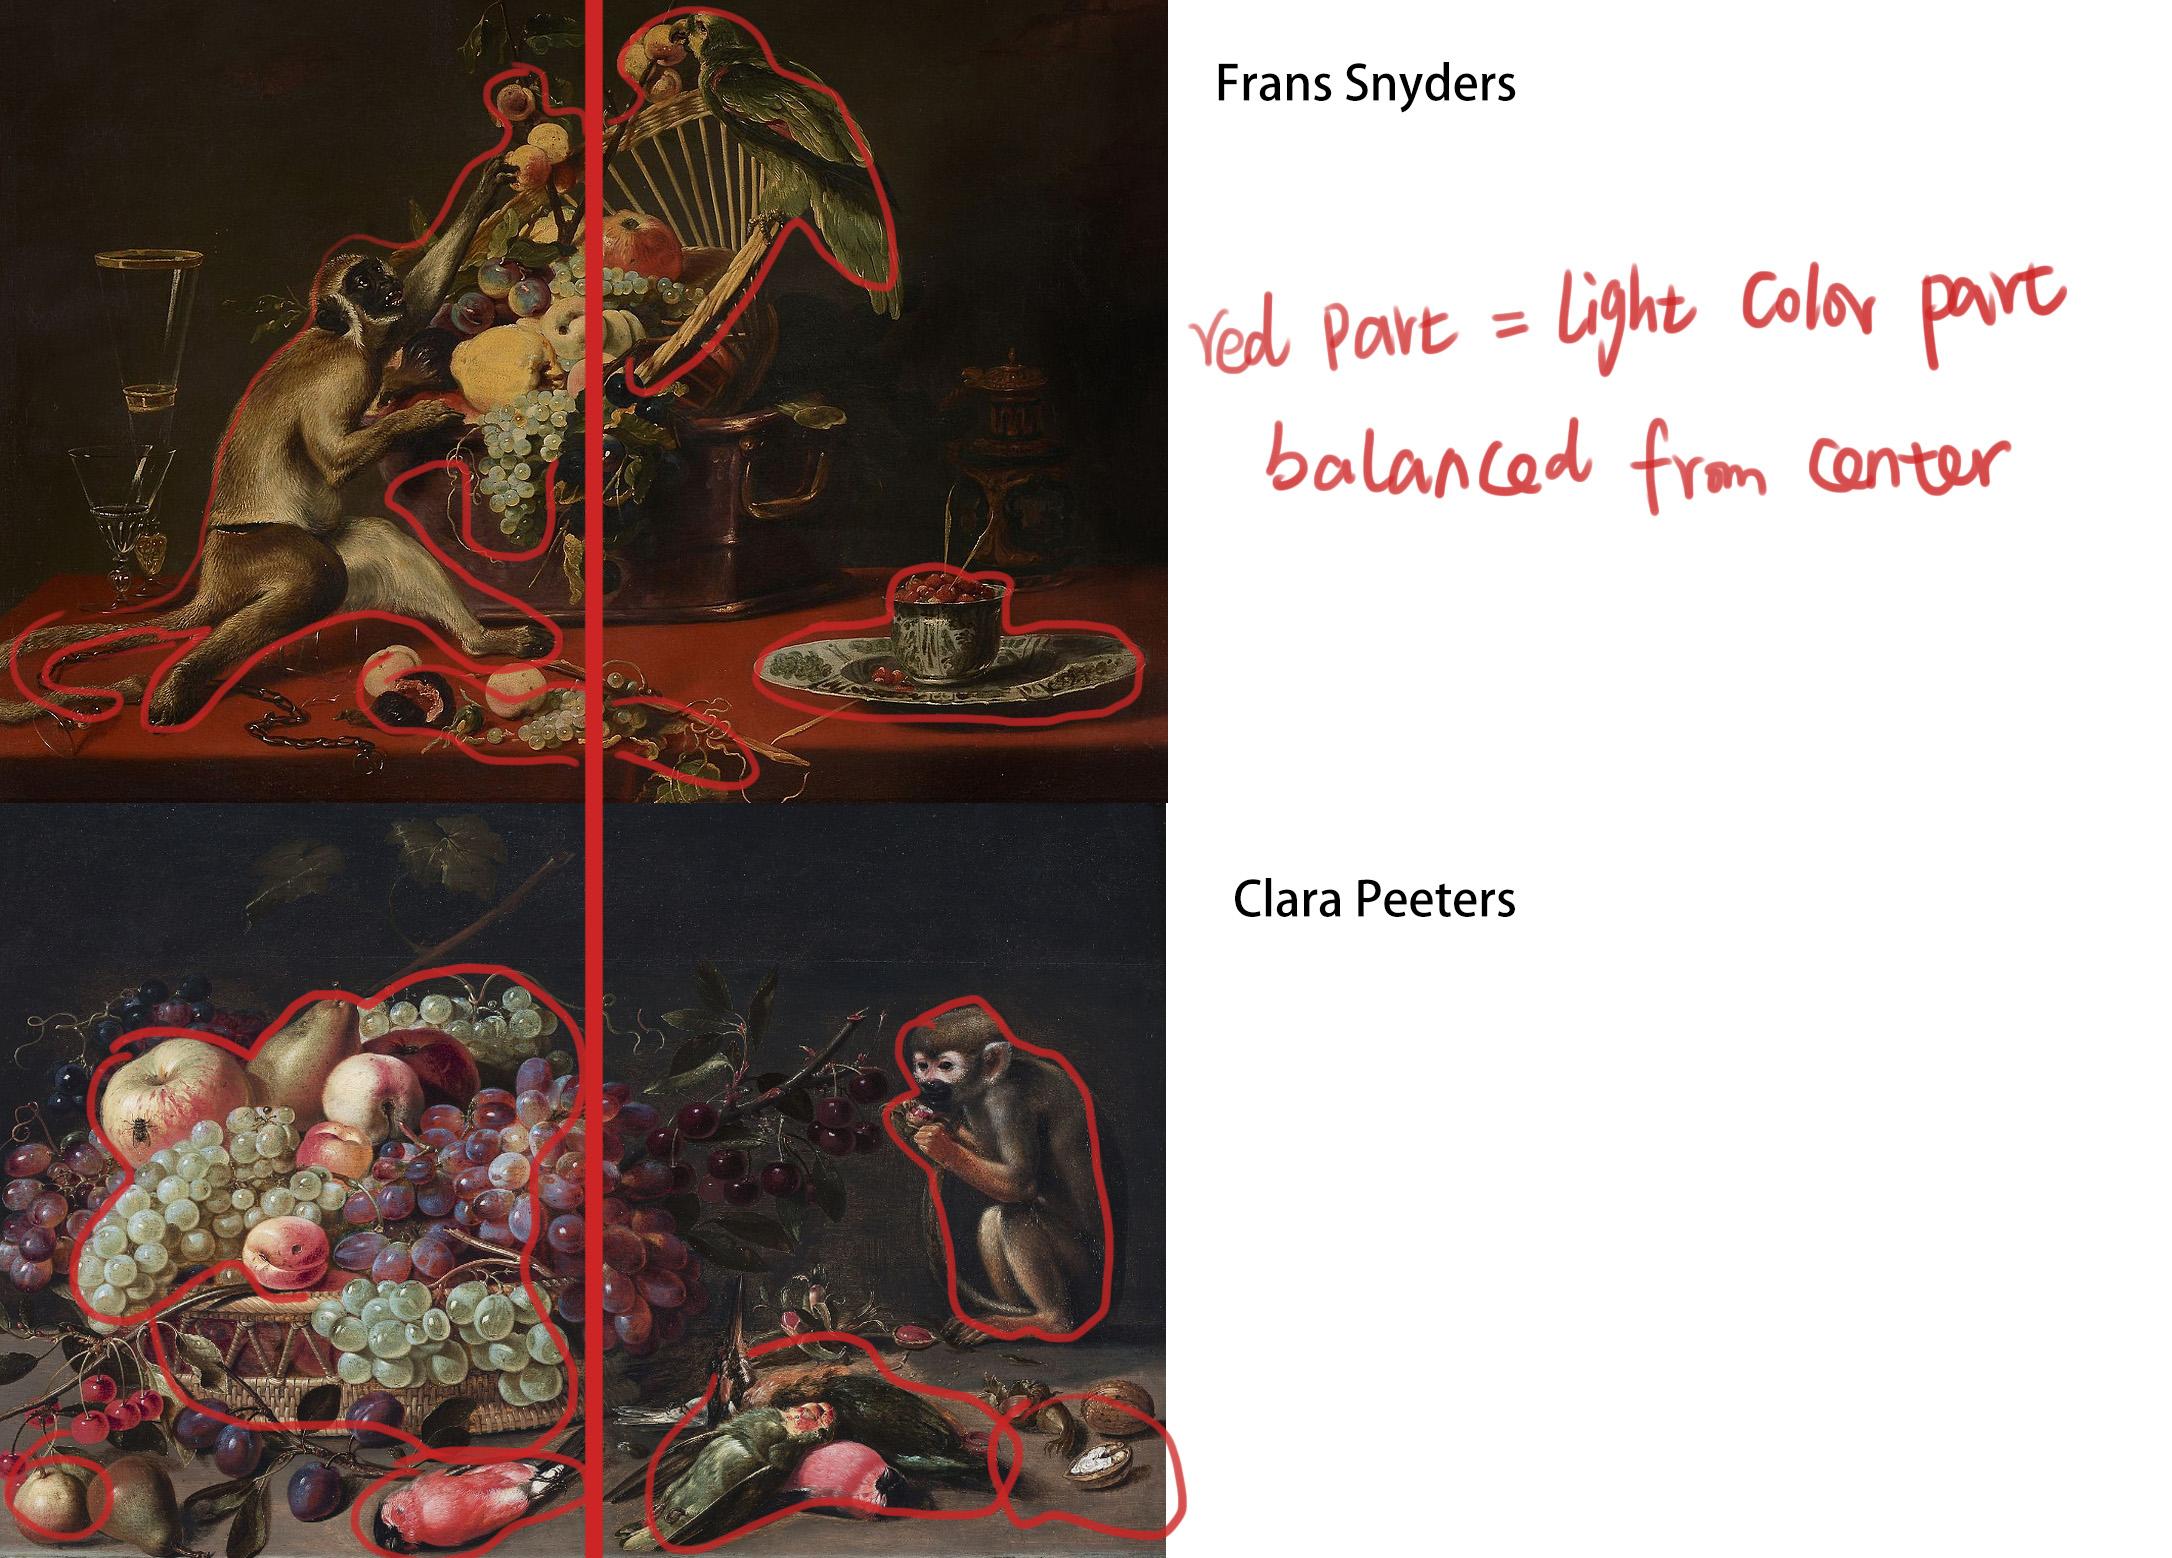 Frans Snyders
red part = light color part
balanced from center
Clara Peeters